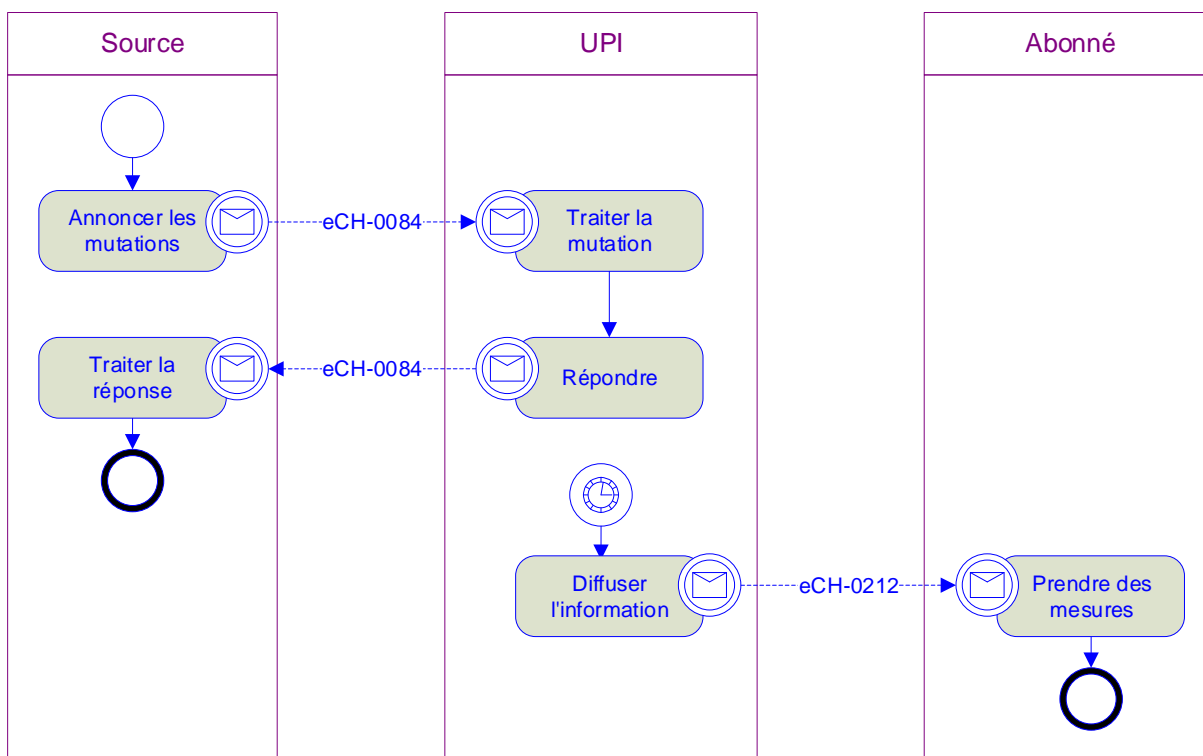 Source
UPI
Abonné
Annoncer les
mutations
eCH-0084
Traiter la
mutation
Traiter la
réponse
eCH-0084
Répondre
Diffuser
l'information
eCH-0212
Prendre des
mesures